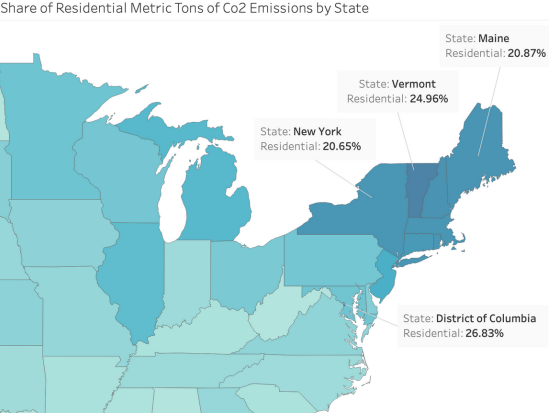 Share of Residential Metric Tons of Co2 Emissions by State
State: Maine
Residential: 20.87%
State: Vermont
Residential: 24.96%
State: New York
Residential: 20.65%
State: District of Columbia
Residential: 26.83%